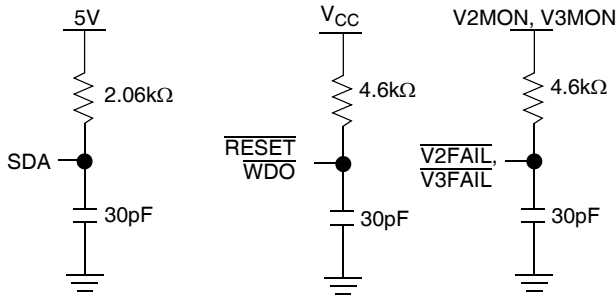 5V
2.06kΩ
SDA
30pF
VCC
4.6kΩ
RESET
WDO
30pF
V2MON, V3MON
4.6kΩ
V2FAIL,
V3FAIL
30pF